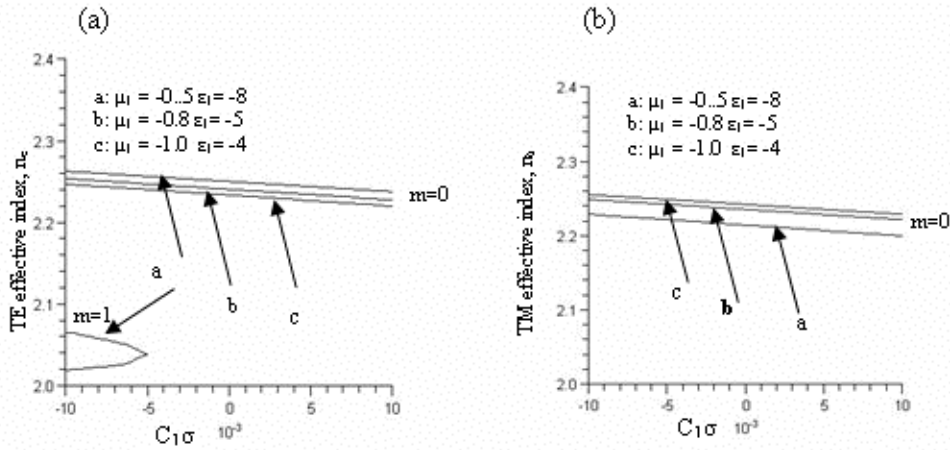 (a)
2.4
a: μ₁ = -0..5 ε₁= -8
b: μ₁ = -0.8 ε₁= -5
c: μ₁ = -1.0 ε₁= -4
2.3
2.2
2.1
2.0
TE effective index, nₑ
m=0
a
b
c
m=1
-10 -5 0 5 10
C₁σ 10⁻³
(b)
2.4
a: μ₁ = -0..5 ε₁= -8
b: μ₁ = -0.8 ε₁= -5
c: μ₁ = -1.0 ε₁= -4
2.3
2.2
2.1
2.0
TM effective index,
m=0
c
b
a
-10 -5 0 5 10
C₁σ 10⁻³